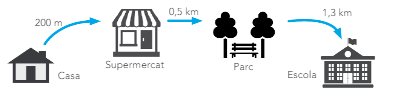 200 m
0,5 km
1,3 km
Casa
Supermercat
Parc
Escola